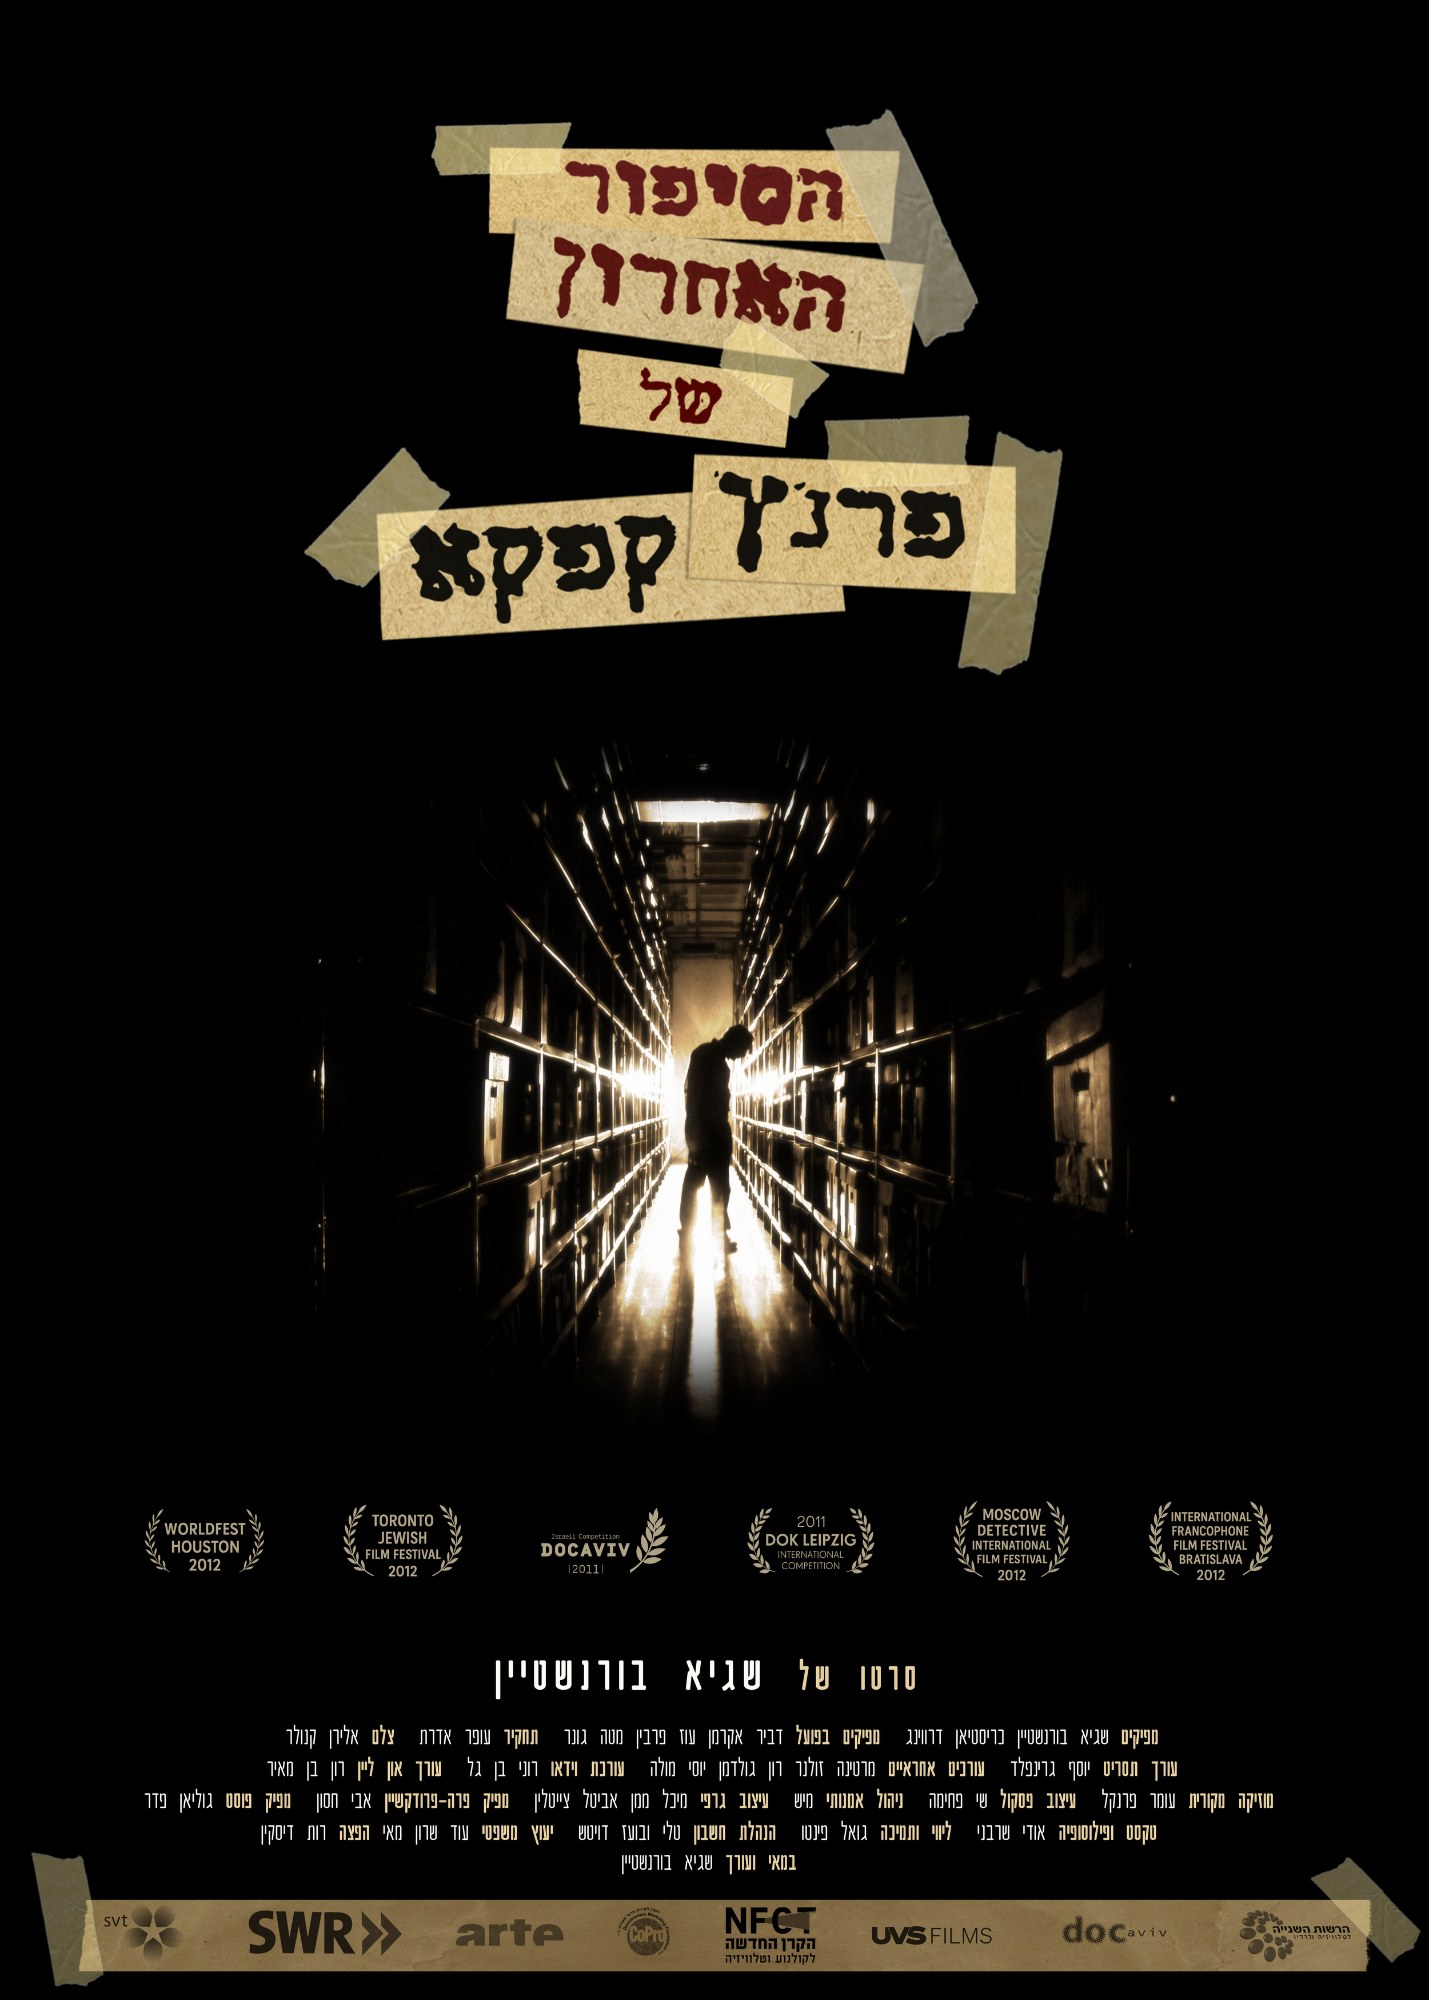 הסיפור
האחרון
של
פרנ'ץ
קפקא
WORLDFEST
HOUSTON
2012
TORONTO
JEWISH
FILM FESTIVAL
2012
Israeli Competition
DOCAVIV
|2011|
2011
DOK LEIPZIG
INTERNATIONAL
COMPETITION
MOSCOW
DETECTIVE
INTERNATIONAL
FILM FESTIVAL
2012
INTERNATIONAL
FRANCOPHONE
FILM FESTIVAL
BRATISLAVA
2012
סרטו של שגיא בורנשטיין
מפיקים שגיא בורנשטיין כריסטיאן דרווינג מפיקים בפועל דביר אקרמן עוז פרבין מטה גונר תחקיר עופר אדרת צלם אלירן קנולר
עורך תסריט יוסף גרינפלד עורכים אחראיים מרטינה זולנר רון גולדמן יוסי מולה עורכת וידאו רוני בן גל עורך און ליין רון בן מאיר
מוזיקה מקורית עומר פרנקל עיצוב פסקול שי פחימה ניהול אמנותי מיש עיצוב גרפי מיכל ממן אביטל צייטלין מפיק פרה-פרודקשיין אבי חסון מפיק פוסט גוליאן פדר
טקסט ופילוסופיה אודי שרבני ליווי ותמיכה גואל פינטו הנהלת חשבון טלי ובועז דויטש יעוץ משפטי עוד שרון מאי הפצה רות דיסקין
במאי ועורך שגיא בורנשטיין
svt
SWR
arte
CoPro
NFCT
הקרן החדשה
לקולנוע וטלוויזיה
UVS FILMS
docaviv
הרשות השנייה
לטלוויזיה ולרדיו